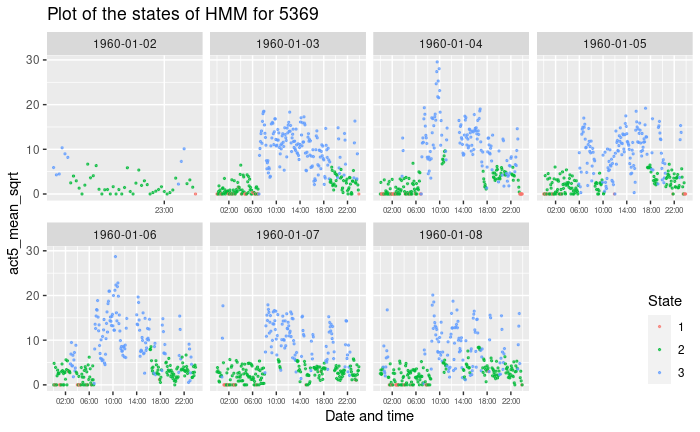 Plot of the states of HMM for 5369
1960-01-02 1960-01-03 1960-01-04 1960-01-05
30
20
10
0
23:00 02:00 06:00 10:00 14:00 18:00 22:00 02:00 06:00 10:00 14:00 18:00 22:00 02:00 06:00 10:00 14:00 18:00 22:00
act5_mean_sqrt
1960-01-06 1960-01-07 1960-01-08
30
20
10
0
02:00 06:00 10:00 14:00 18:00 22:00 02:00 06:00 10:00 14:00 18:00 22:00 02:00 06:00 10:00 14:00 18:00 22:00
Date and time
State
1
2
3